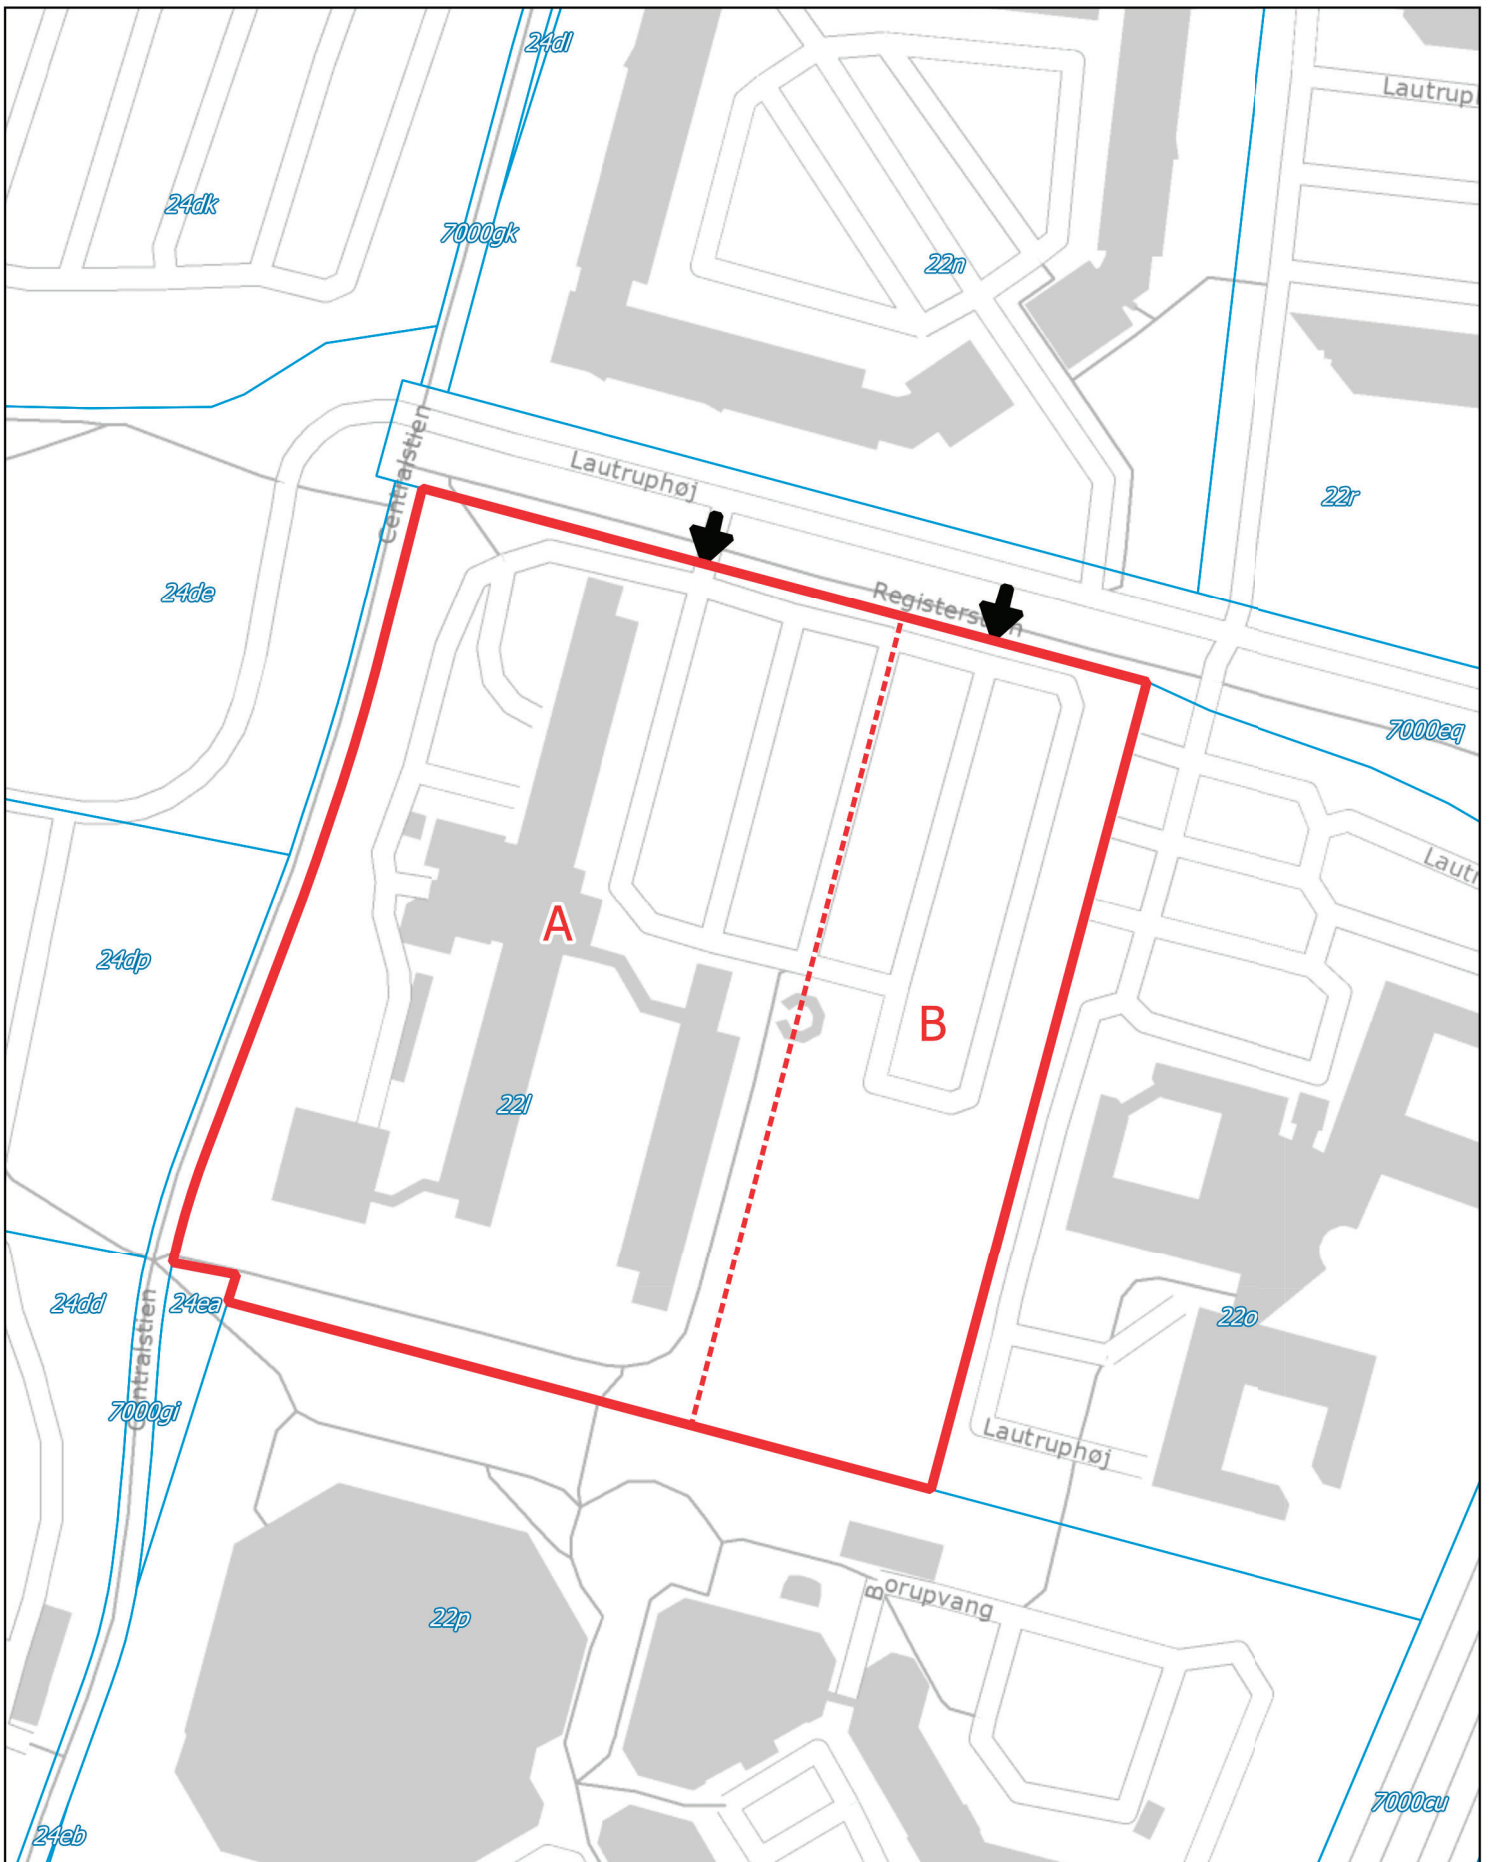 24dl
Lautrup
24dk
7000gk
22n
Centralstien
Lautruphøj
22r
24de
Registers
7000eq
Laut
A
24dp
B
22l
24dd
24ea
22o
Centralstien
7000gi
Lautruphøj
Borupvang
22p
7000cu
24eb